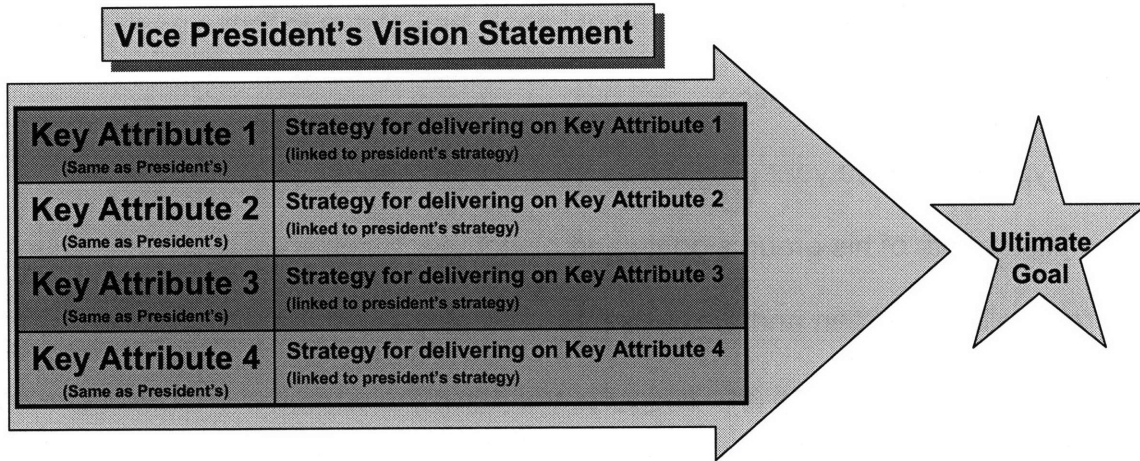 Vice President's Vision Statement
Key Attribute 1
(Same as President's)
Strategy for delivering on Key Attribute 1
(linked to president's strategy)
Key Attribute 2
(Same as President's)
Strategy for delivering on Key Attribute 2
(linked to president's strategy)
Key Attribute 3
(Same as President's)
Strategy for delivering on Key Attribute 3
(linked to president's strategy)
Key Attribute 4
(Same as President's)
Strategy for delivering on Key Attribute 4
(linked to president's strategy)
Ultimate
Goal